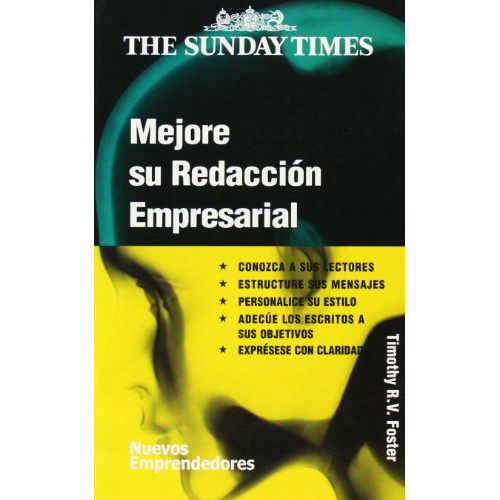 THE SUNDAY TIMES
Mejore
su Redacción
Empresarial
★ CONOZCA A SUS LECTORES
★ ESTRUCTURE SUS MENSAJES
★ PERSONALICE SU ESTILO
★ ADECÚE LOS ESCRITOS A
SUS OBJETIVOS
★ EXPRÉSESE CON CLARIDAD
Timothy R.V. Foster
Nuevos
Emprendedores